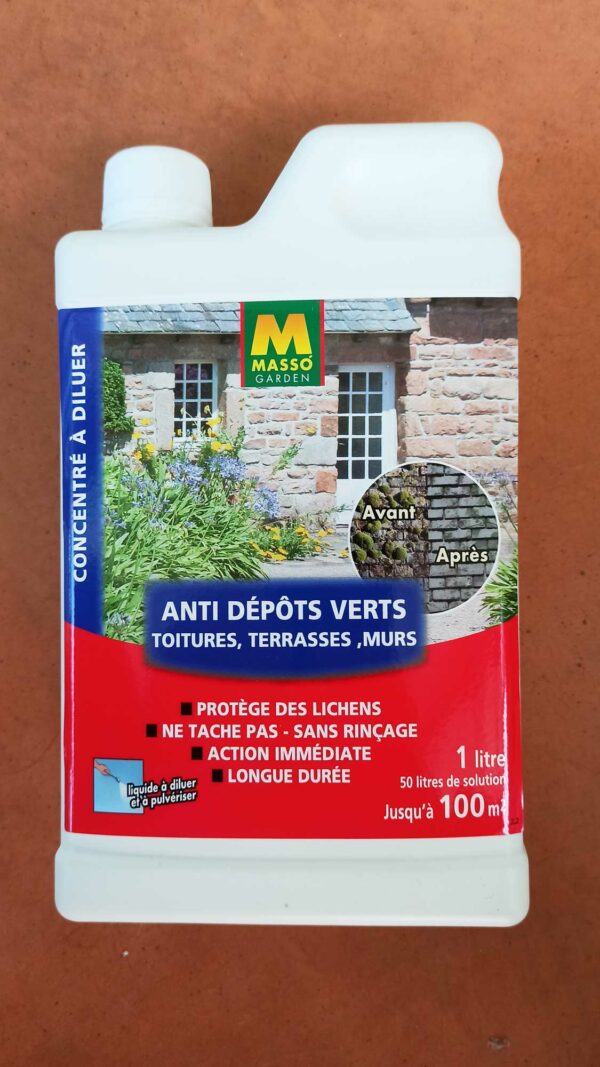 CONCENTRÉ À DILUER
M
MASSÓ
GARDEN
Avant
Après
ANTI DÉPÔTS VERTS
TOITURES, TERRASSES ,MURS
PROTÈGE DES LICHENS
NE TACHE PAS - SANS RINÇAGE
ACTION IMMÉDIATE
LONGUE DURÉE
liquide à diluer
et à pulvériser
1 litre
50 litres de solution
Jusqu'à 100 m²